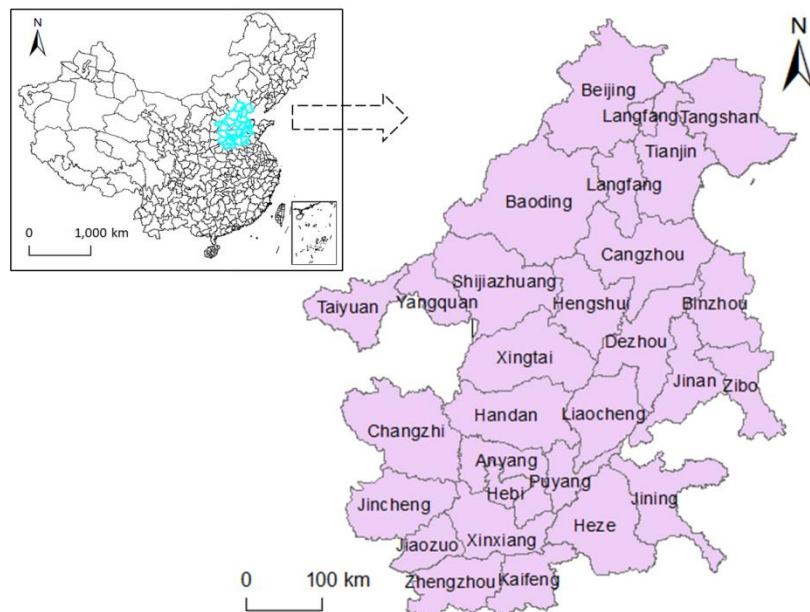 N
0 1,000 km
N
Beijing
Langfang Tangshan
Tianjin
Langfang
Baoding
Cangzhou
Shijiazhuang
Taiyuan Yangquan Hengshui Binzhou
Dezhou
Xingtai
Jinan Zibo
Handan Liaocheng
Changzhi
Anyang
Puyang
Hebi
Jining
Jincheng
Heze
Xinxiang
Jiaozuo
Zhengzhou Kaifeng
0 100 km